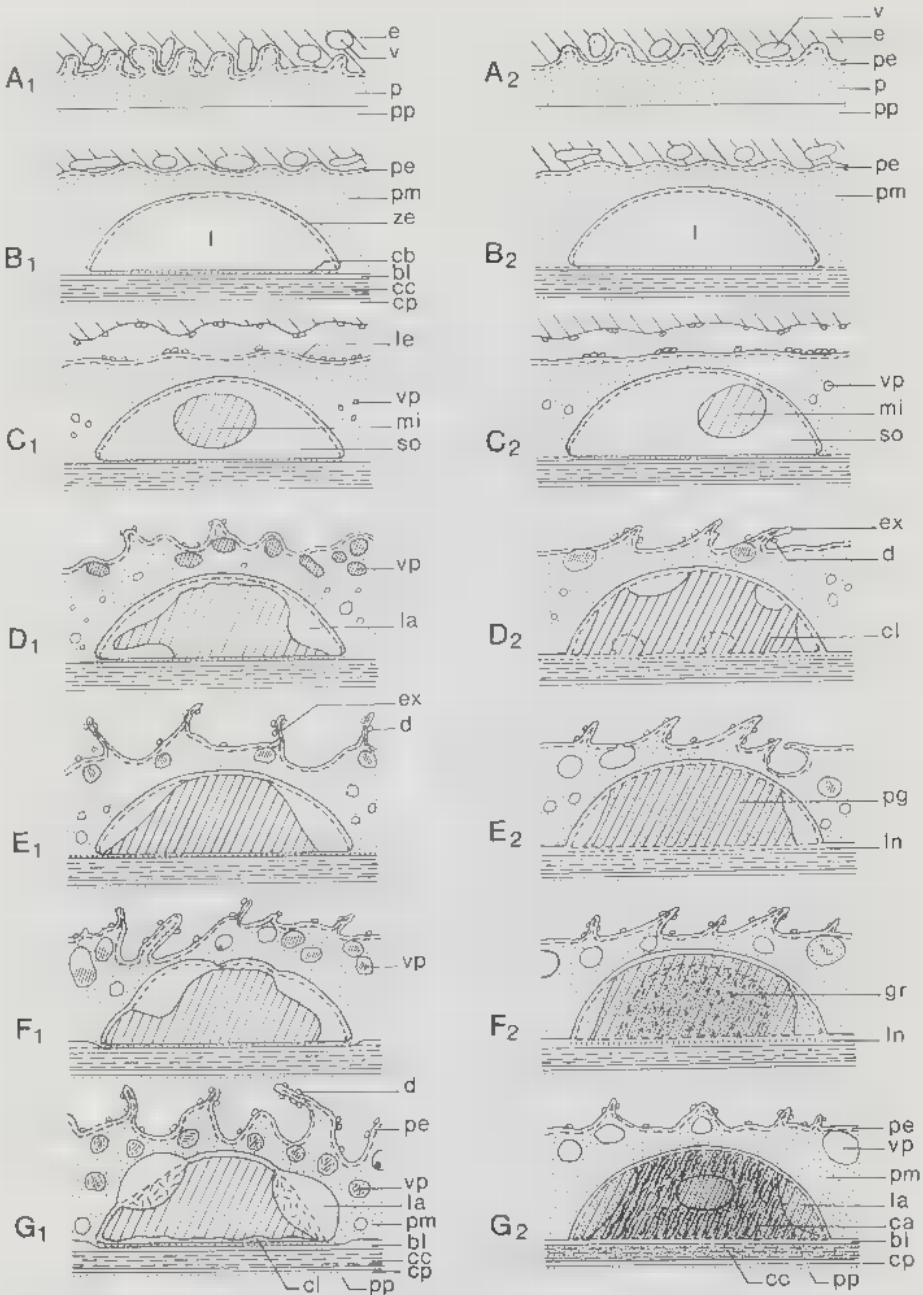 A1
e
v
p
pp
A2
v
e
pe
p
pp
B1
I
pe
pm
ze
cb
bl
cc
cp
B2
I
pe
pm
C1
le
vp
mi
so
C2
vp
mi
so
D1
vp
la
D2
ex
d
cl
E1
ex
d
E2
pg
ln
F1
vp
F2
gr
ln
G1
d
pe
vp
la
pm
bl
cc
cp
cl
pp
G2
pe
vp
pm
la
ca
bl
cp
cc
pp